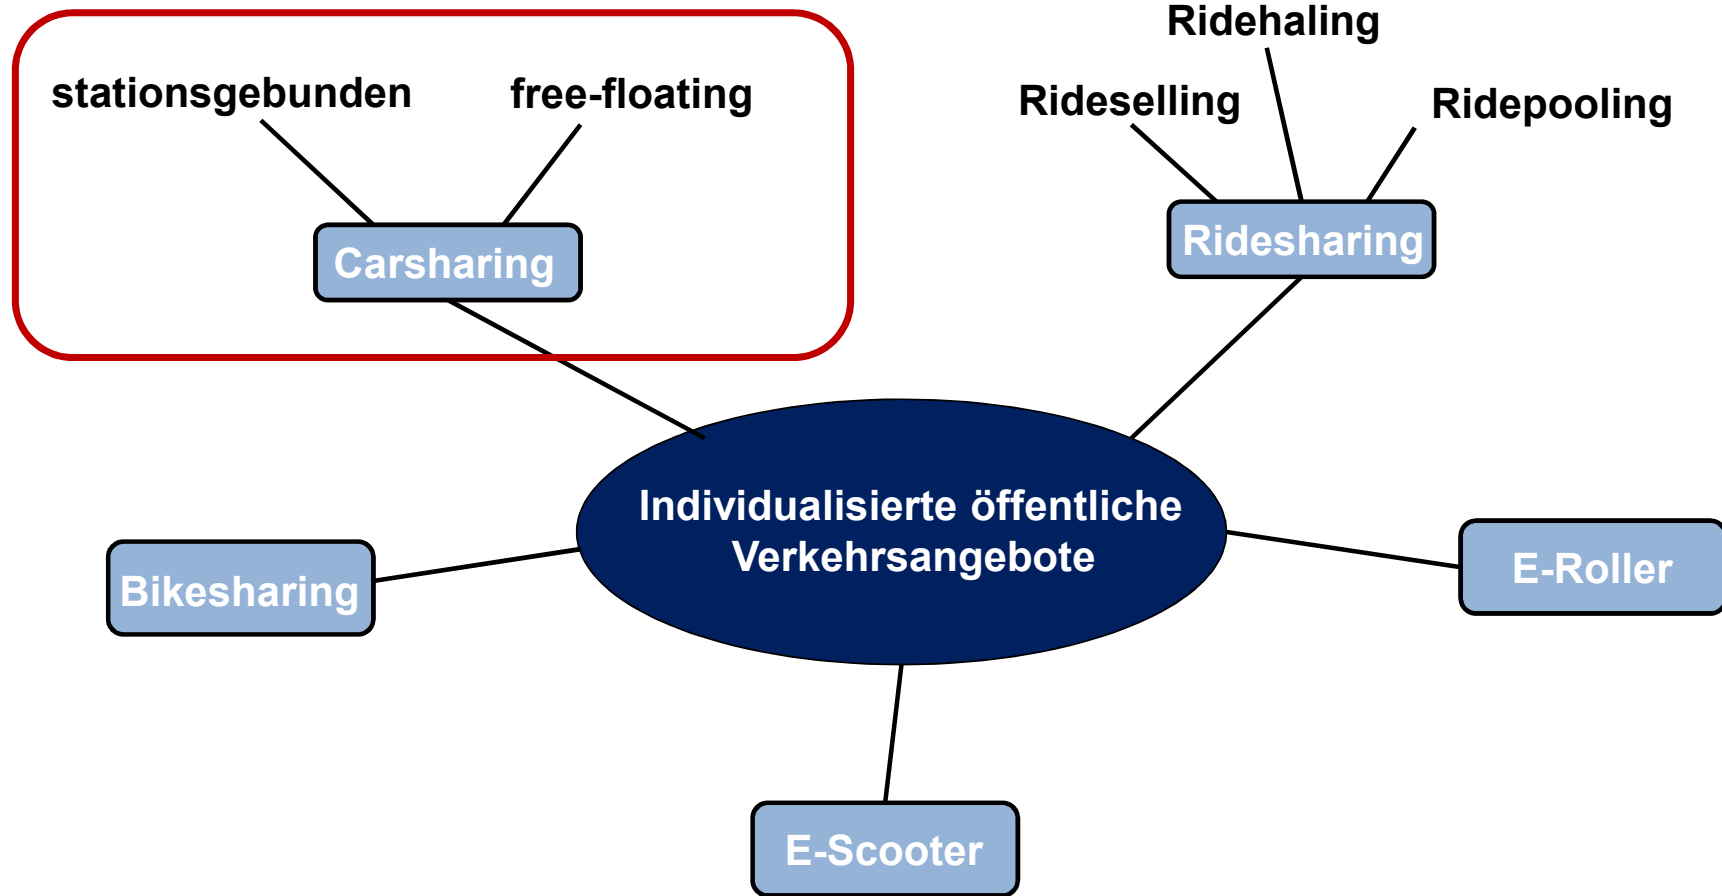 Ridehaling
stationsgebunden
free-floating
Rideselling
Ridepooling
Carsharing
Ridesharing
Individualisierte öffentliche
Verkehrsangebote
Bikesharing
E-Roller
E-Scooter